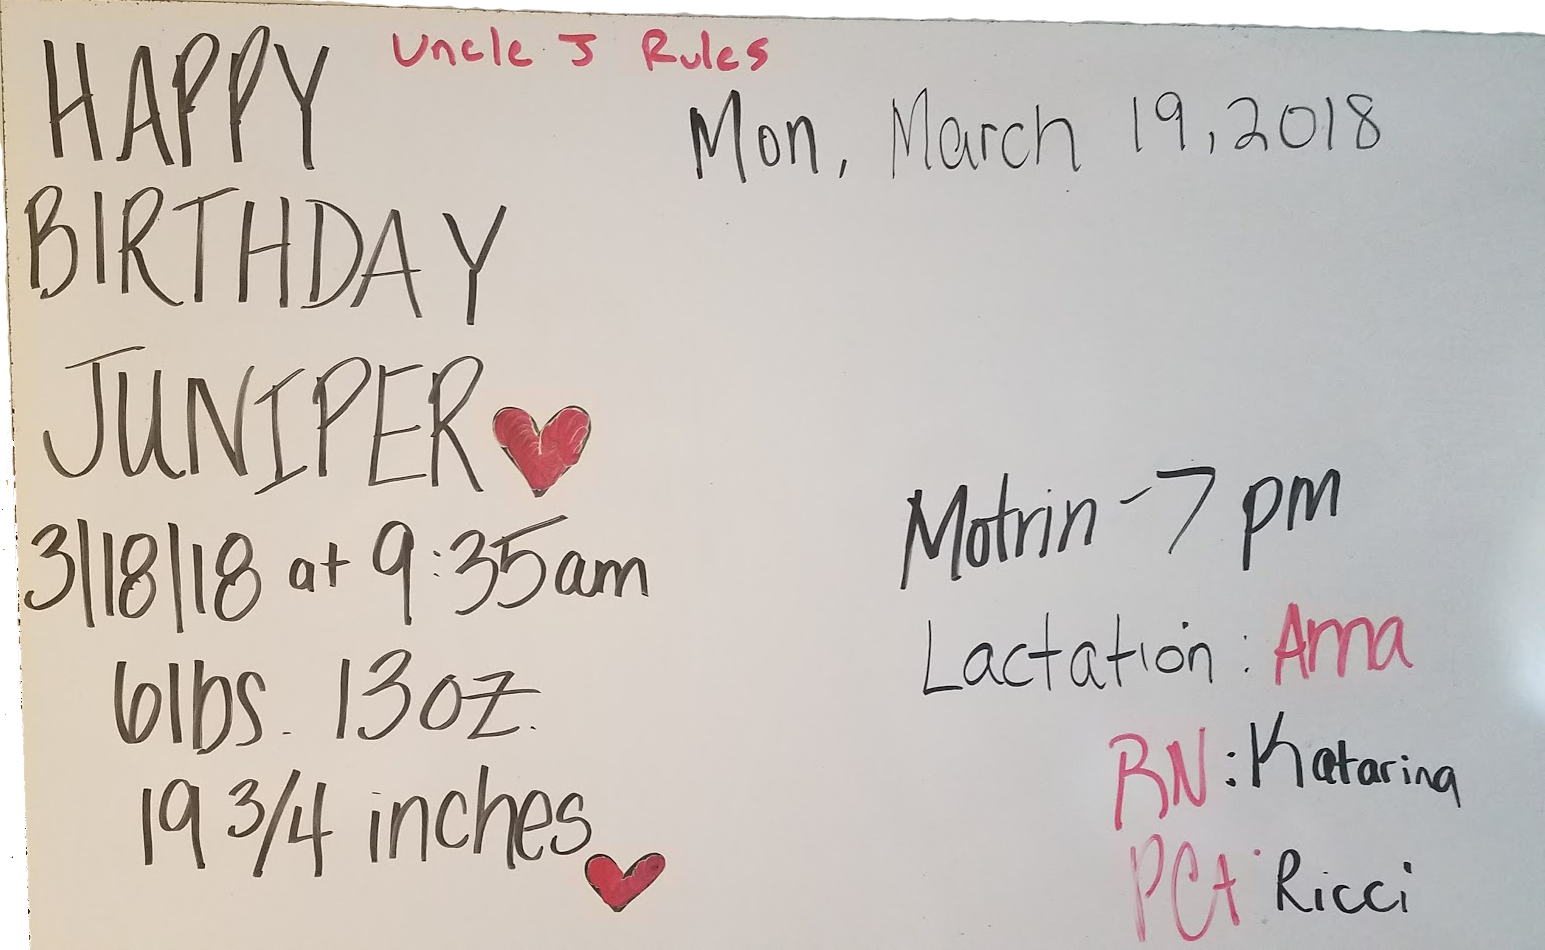 Uncle J Rules
HAPPY
BIRTHDAY
JUNIPER
3/18/18 at 9:35am
6lbs. 13oz.
19 3/4 inches
Mon, March 19, 2018
Motrin → 7 pm
Lactation: Anna
RN: Katarina
PCA: Ricci